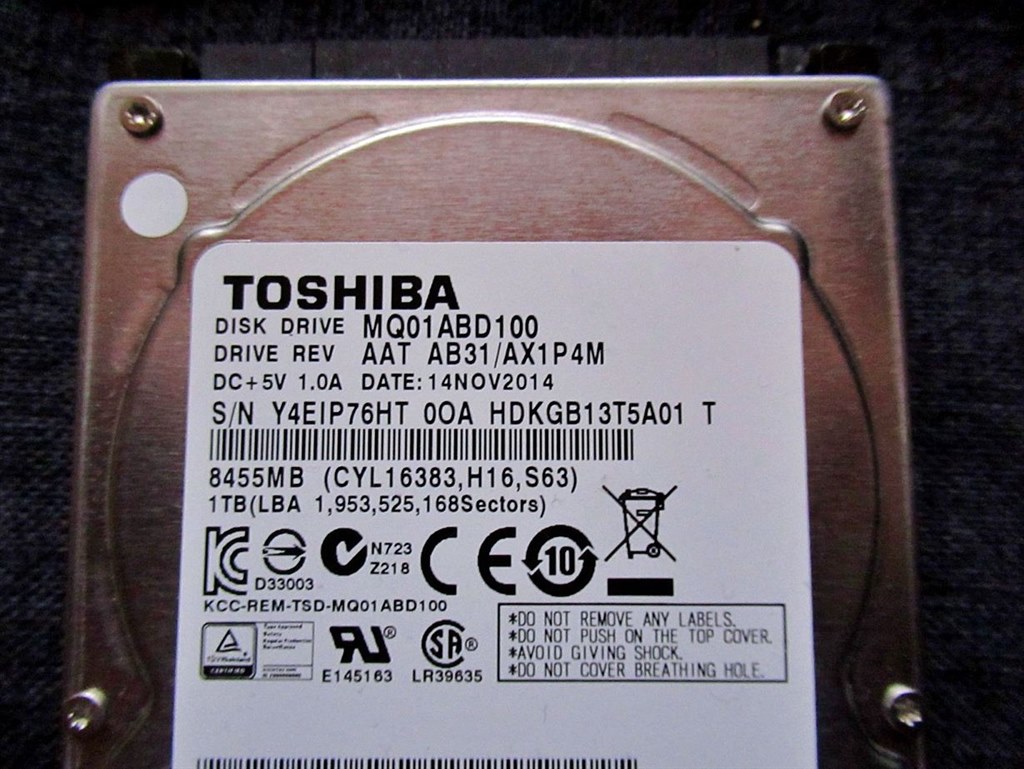 TOSHIBA
DISK DRIVE MQ01ABD100
DRIVE REV AAT AB31/AX1P4M
DC+5V 1.0A DATE:14NOV2014
S/N Y4EIP76HT 0OA HDKGB13T5A01 T
8455MB (CYL16383,H16,S63)
1TB(LBA 1,953,525,168Sectors)
D33003
N723
Z218
CE
10
KCC-REM-TSD-MQ01ABD100
E145163
SA
LR39635
*DO NOT REMOVE ANY LABELS.
*DO NOT PUSH ON THE TOP COVER.
*AVOID GIVING SHOCK.
*DO NOT COVER BREATHING HOLE.